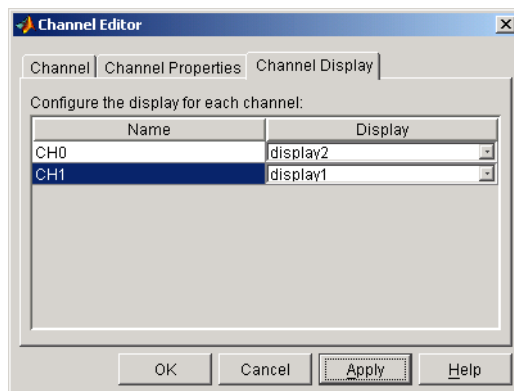 Channel Editor
Channel Channel Properties Channel Display
Configure the display for each channel:
Name Display
CH0 display2
CH1 display1
OK Cancel Apply Help